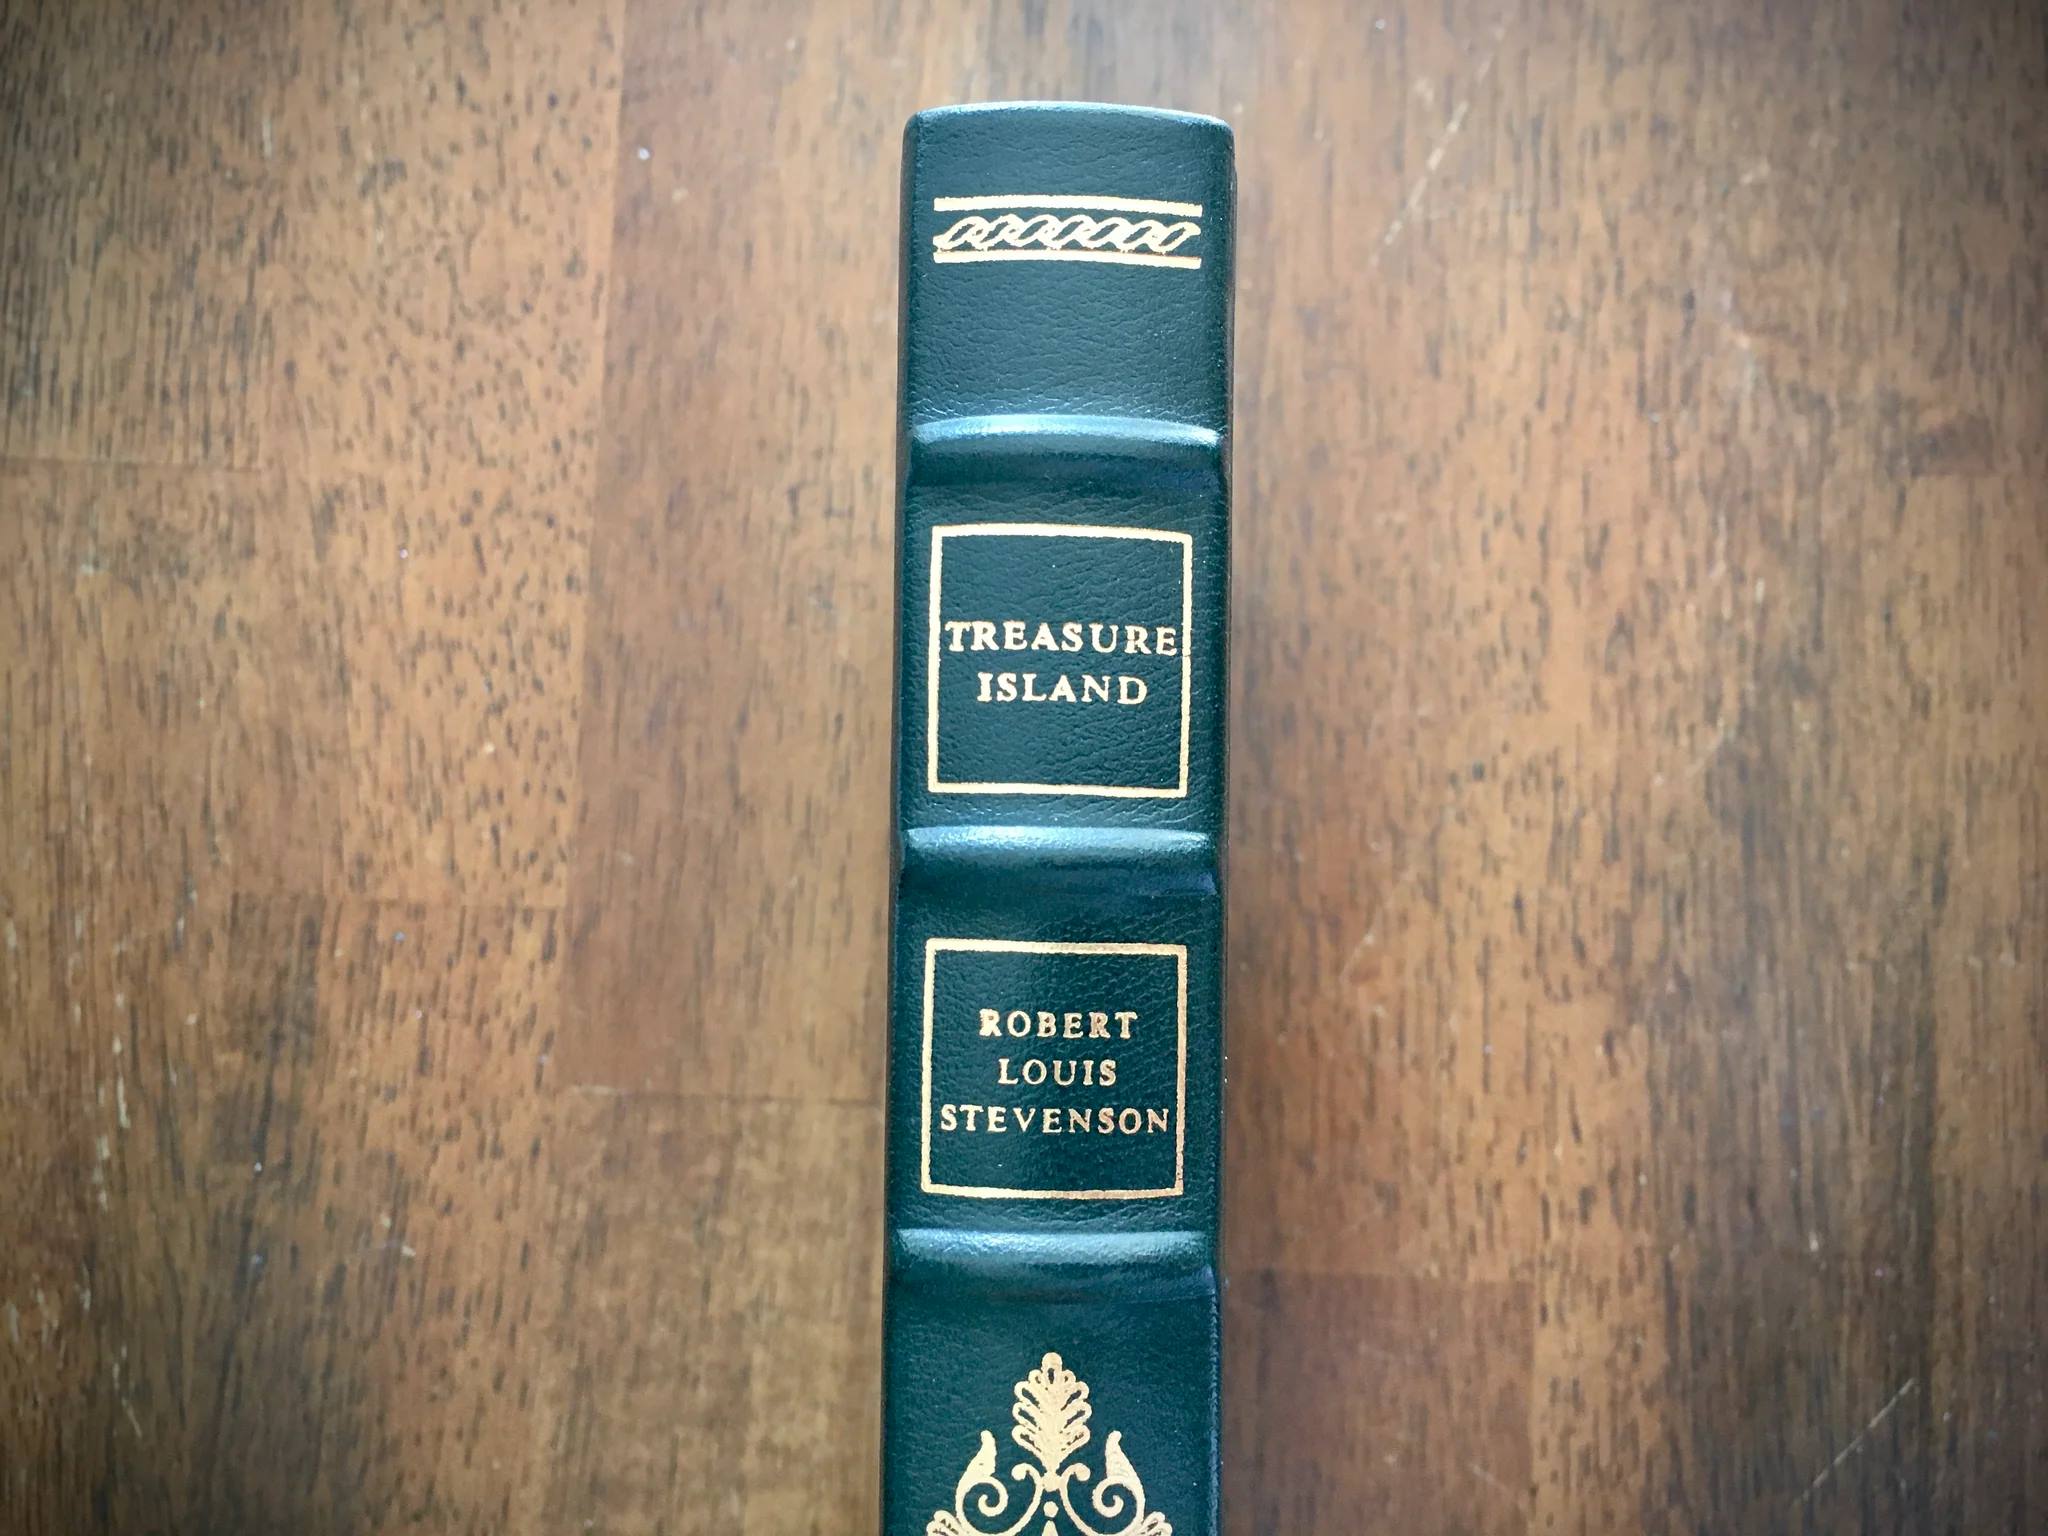 TREASURE
ISLAND
ROBERT
LOUIS
STEVENSON